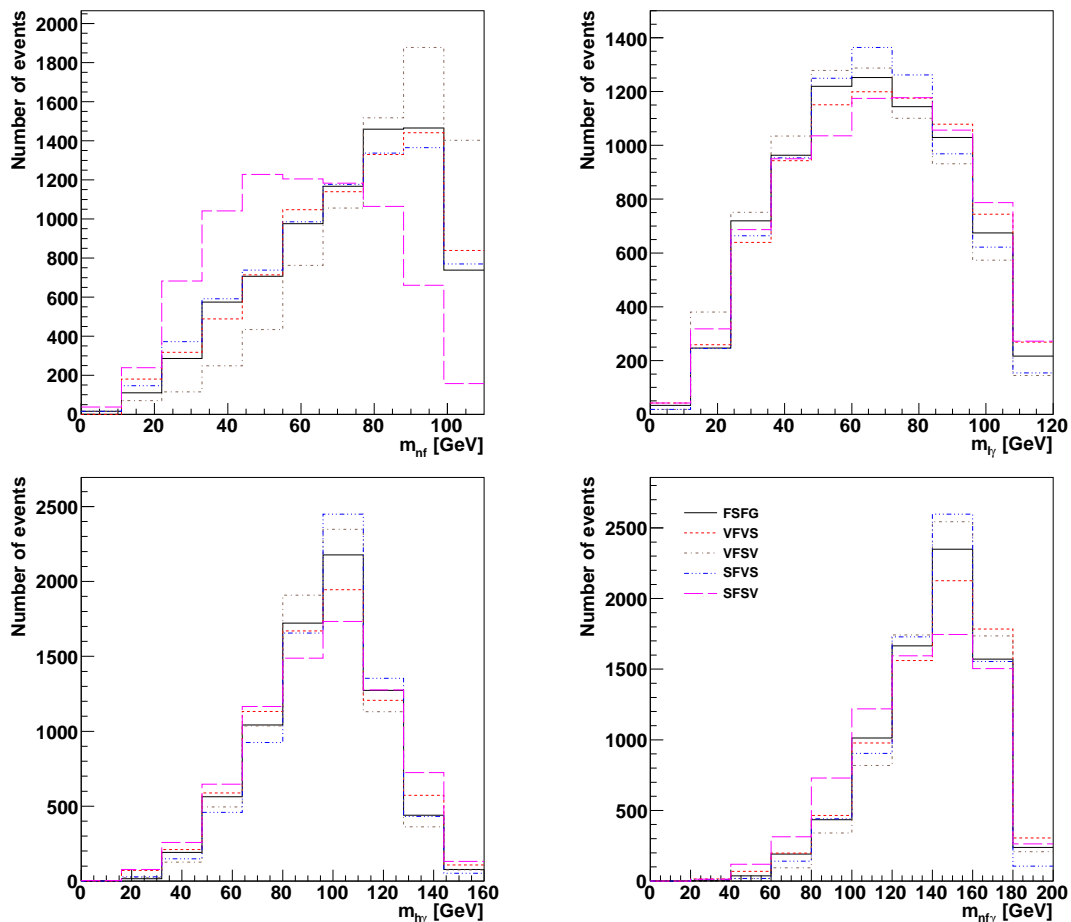 Number of events
2000
1800
1600
1400
1200
1000
800
600
400
200
0
0 20 40 60 80 100
m_nf [GeV]
Number of events
1400
1200
1000
800
600
400
200
0
0 20 40 60 80 100 120
m_lγ [GeV]
Number of events
2500
2000
1500
1000
500
0
0 20 40 60 80 100 120 140 160
m_hγ [GeV]
Number of events
2500
2000
1500
1000
500
0
0 20 40 60 80 100 120 140 160 180 200
m_nfγ [GeV]
FSFG
VFVS
VFSV
SFVS
SFSV